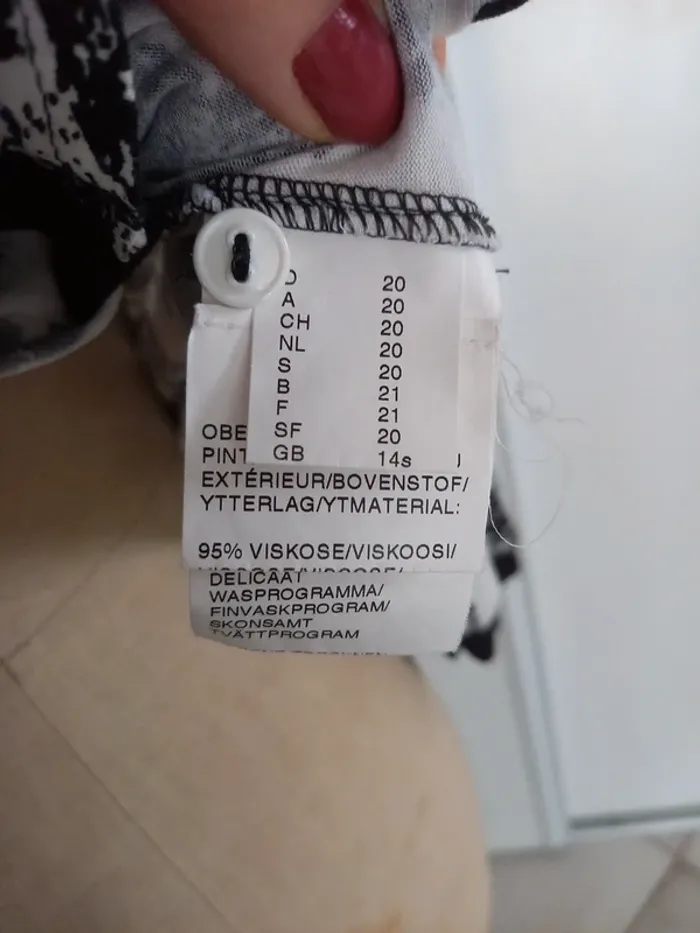 D 20
A 20
CH 20
NL 20
S 20
B 21
F 21
SF 20
GB 14s
OBE
PINT
EXTÉRIEUR/BOVENSTOF/
YTTERLAG/YTMATERIAL:
95% VISKOSE/VISKOOSI/
DELICAAT
WASPROGRAMMA/
FINVASKPROGRAM/
SKONSAMT
TVÄTTPROGRAM